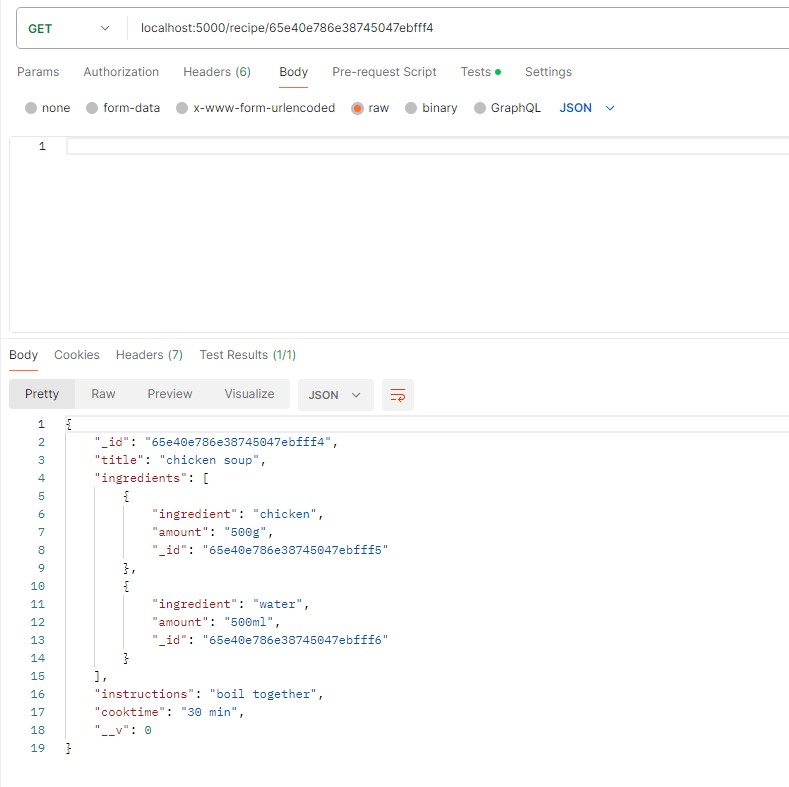 GET localhost:5000/recipe/65e40e786e38745047ebfff4
Params Authorization Headers (6) Body Pre-request Script Tests Settings
none form-data x-www-form-urlencoded raw binary GraphQL JSON
1
Body Cookies Headers (7) Test Results (1/1)
Pretty Raw Preview Visualize JSON
1 {
2 "_id": "65e40e786e38745047ebfff4",
3 "title": "chicken soup",
4 "ingredients": [
5 {
6 "ingredient": "chicken",
7 "amount": "500g",
8 "_id": "65e40e786e38745047ebfff5"
9 },
10 {
11 "ingredient": "water",
12 "amount": "500ml",
13 "_id": "65e40e786e38745047ebfff6"
14 }
15 ],
16 "instructions": "boil together",
17 "cooktime": "30 min",
18 "__v": 0
19 }